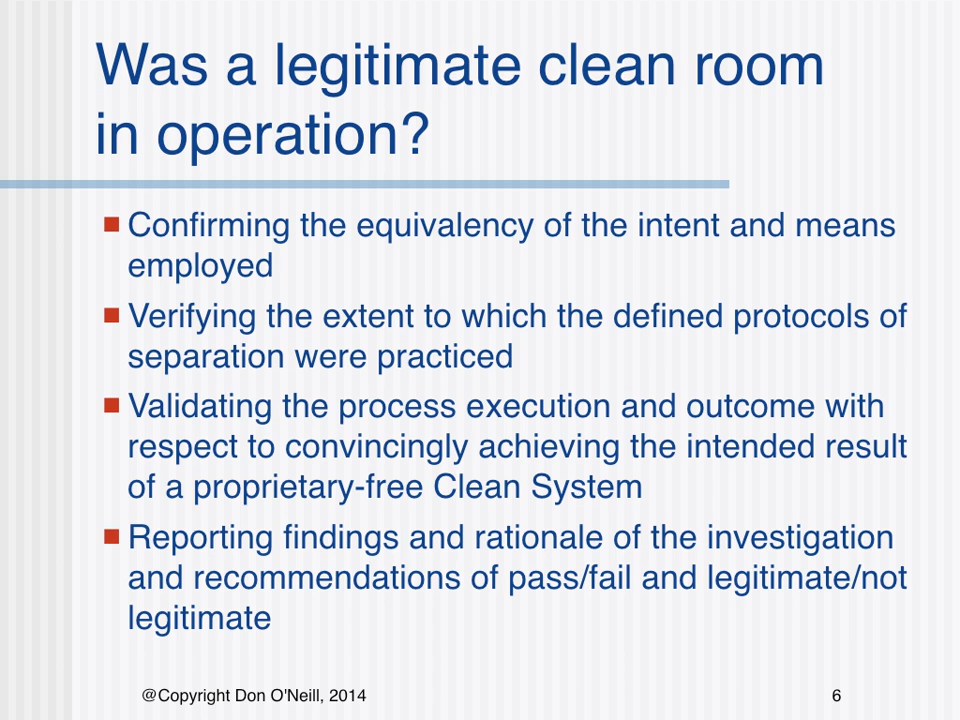 Was a legitimate clean room
in operation?
Confirming the equivalency of the intent and means
employed
Verifying the extent to which the defined protocols of
separation were practiced
Validating the process execution and outcome with
respect to convincingly achieving the intended result
of a proprietary-free Clean System
Reporting findings and rationale of the investigation
and recommendations of pass/fail and legitimate/not
legitimate
@Copyright Don O'Neill, 2014
6